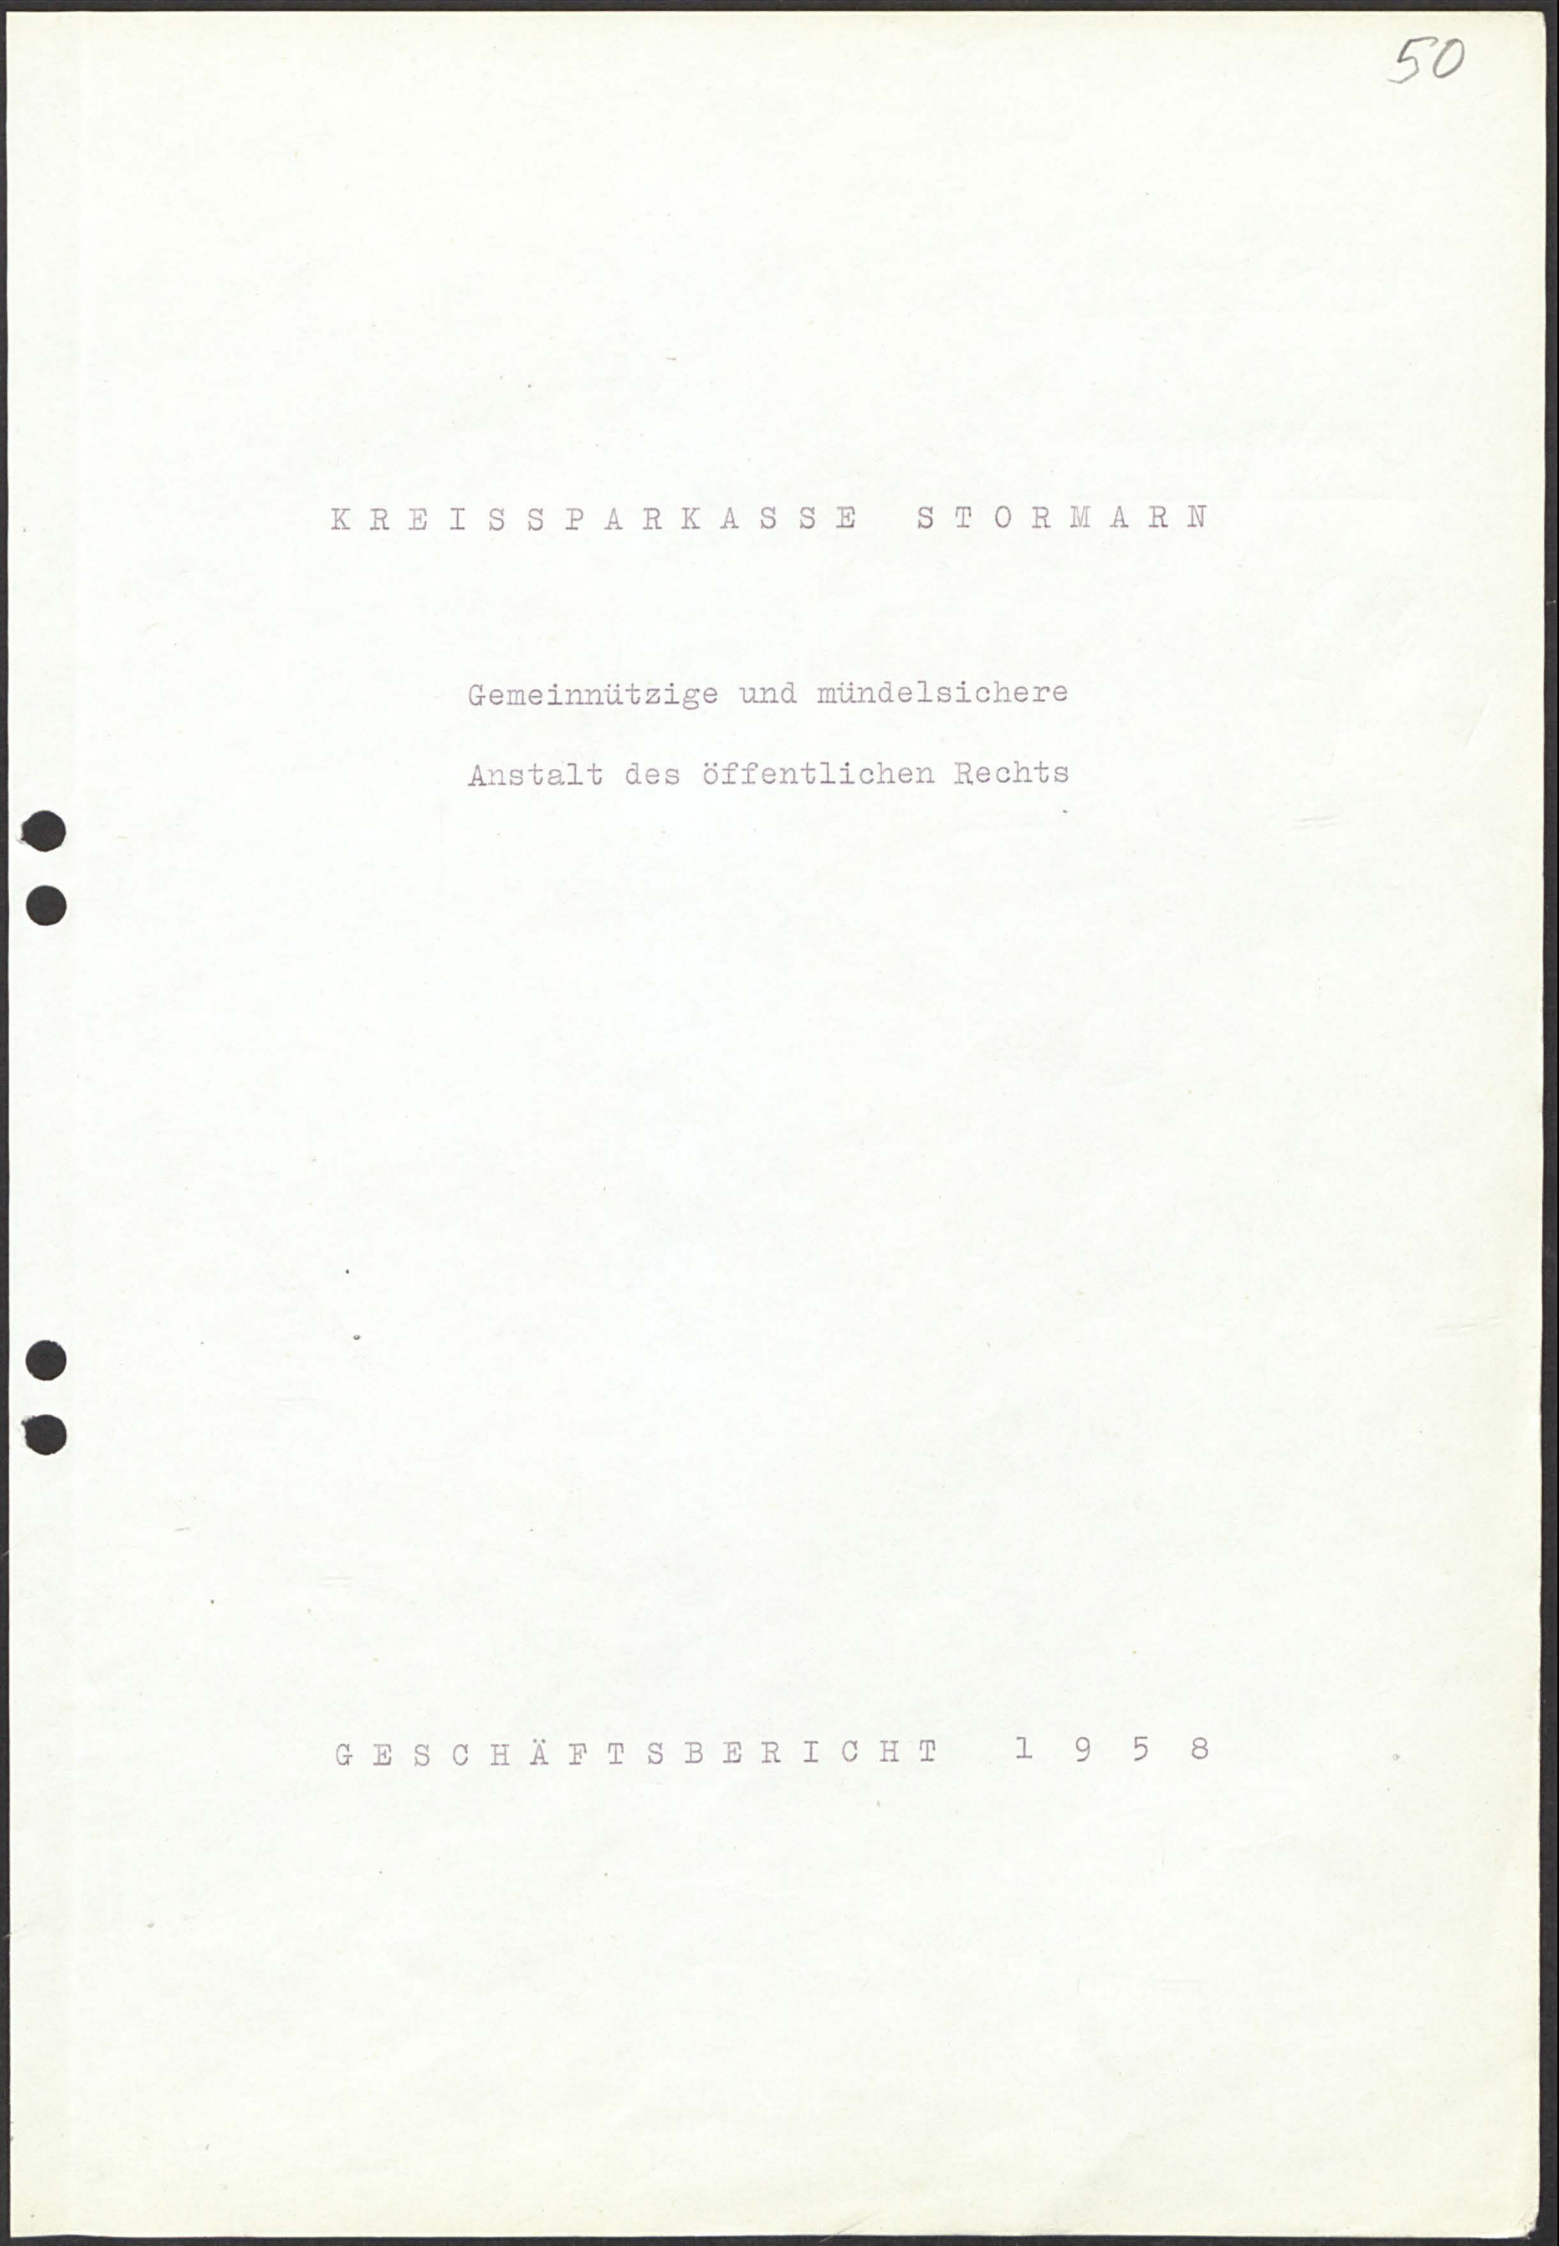 50
K R E I S S P A R K A S S E   S T O R M A R N
Gemeinnützige und mündelsichere
Anstalt des öffentlichen Rechts
G E S C H Ä F T S B E R I C H T   1 9 5 8